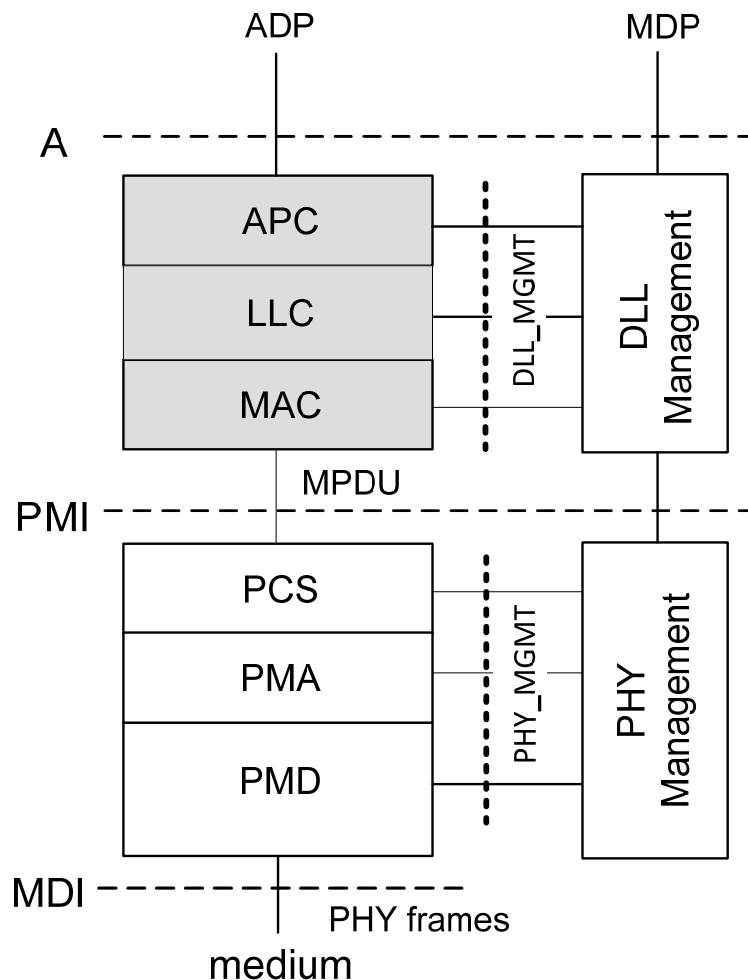 ADP
MDP
A
APC
LLC
MAC
DLL_MGMT
DLL
Management
MPDU
PMI
PCS
PMA
PMD
PHY_MGMT
PHY
Management
MDI
PHY frames
medium